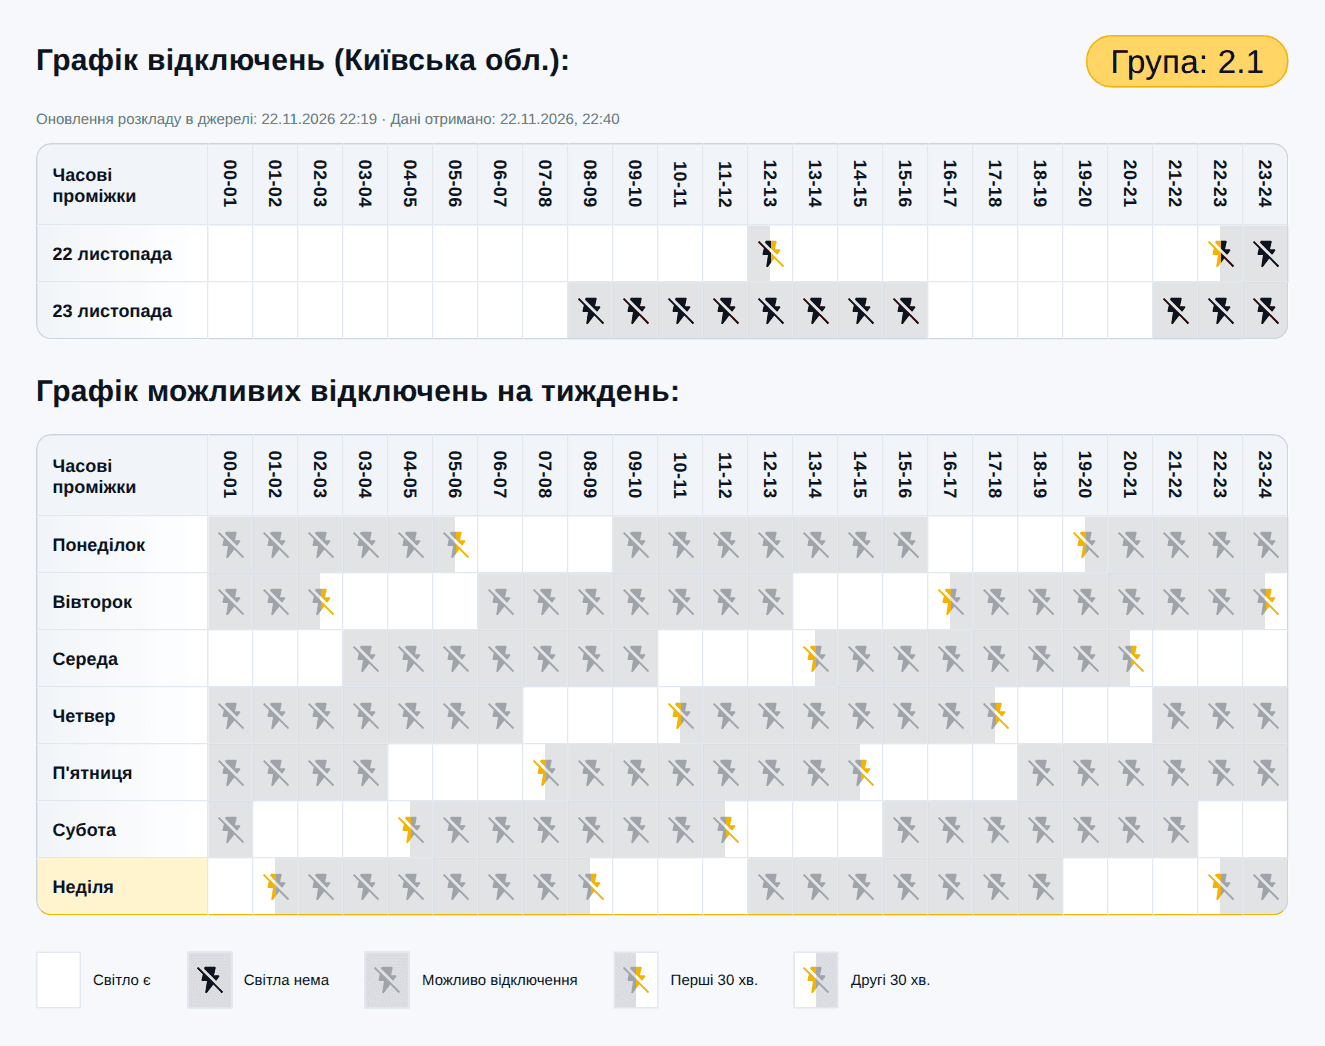 Графік відключень (Київська обл.):
Група: 2.1
Оновлення розкладу в джерелі: 22.11.2026 22:19 · Дані отримано: 22.11.2026, 22:40
Часові проміжки 00-01 01-02 02-03 03-04 04-05 05-06 06-07 07-08 08-09 09-10 10-11 11-12 12-13 13-14 14-15 15-16 16-17 17-18 18-19 19-20 20-21 21-22 22-23 23-24
22 листопада
23 листопада
Графік можливих відключень на тиждень:
Часові проміжки 00-01 01-02 02-03 03-04 04-05 05-06 06-07 07-08 08-09 09-10 10-11 11-12 12-13 13-14 14-15 15-16 16-17 17-18 18-19 19-20 20-21 21-22 22-23 23-24
Понеділок
Вівторок
Середа
Четвер
П'ятниця
Субота
Неділя
Світло є Світла нема Можливо відключення Перші 30 хв. Другі 30 хв.